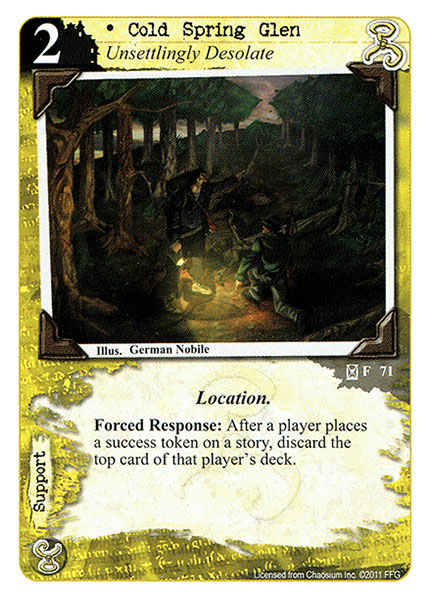 2
• Cold Spring Glen
Unsettlingly Desolate
Illus. German Nobile
F 71
Location.
Forced Response: After a player places
a success token on a story, discard the
top card of that player's deck.
Support
Licensed from Chaosium Inc. ©2011 FFG